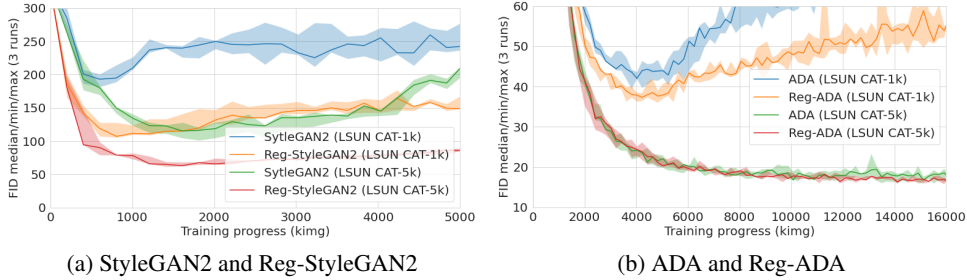 FID median/min/max (3 runs)
300
250
200
150
100
50
0
SytleGAN2 (LSUN CAT-1k)
Reg-StyleGAN2 (LSUN CAT-1k)
SytleGAN2 (LSUN CAT-5k)
Reg-StyleGAN2 (LSUN CAT-5k)
0 1000 2000 3000 4000 5000
Training progress (kimg)
(a) StyleGAN2 and Reg-StyleGAN2
FID median/min/max (3 runs)
60
50
40
30
20
10
ADA (LSUN CAT-1k)
Reg-ADA (LSUN CAT-1k)
ADA (LSUN CAT-5k)
Reg-ADA (LSUN CAT-5k)
0 2000 4000 6000 8000 10000 12000 14000 16000
Training progress (kimg)
(b) ADA and Reg-ADA